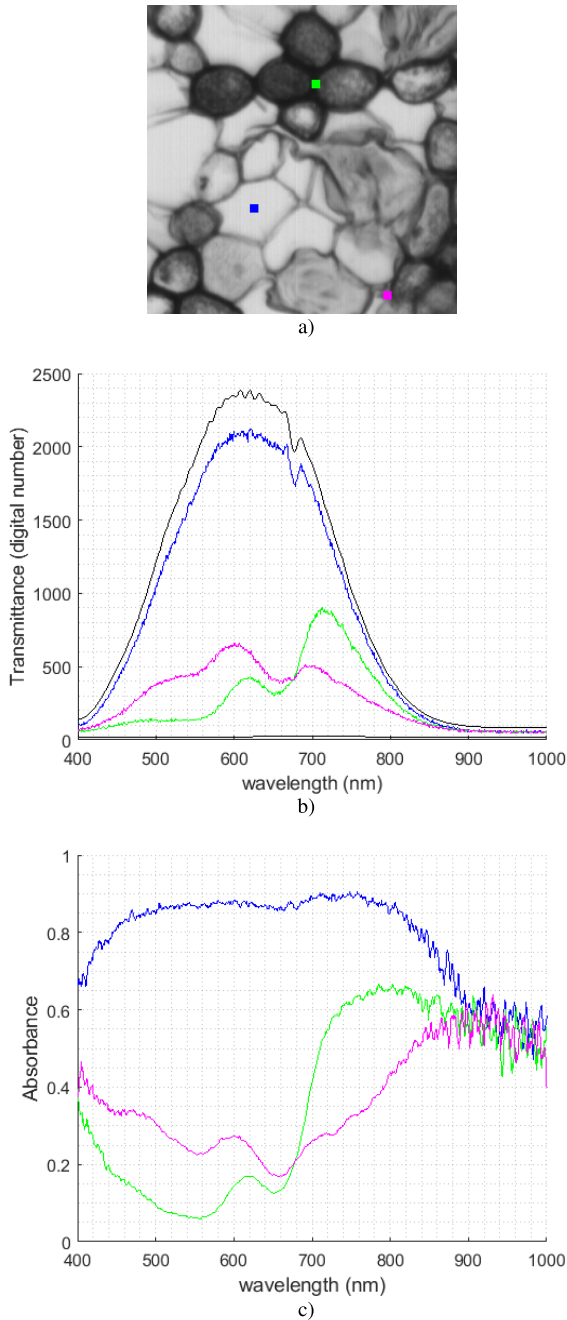 a)
2500
2000
1500
1000
500
0
Transmittance (digital number)
400 500 600 700 800 900 1000
wavelength (nm)
b)
1
0.8
0.6
0.4
0.2
0
Absorbance
400 500 600 700 800 900 1000
wavelength (nm)
c)